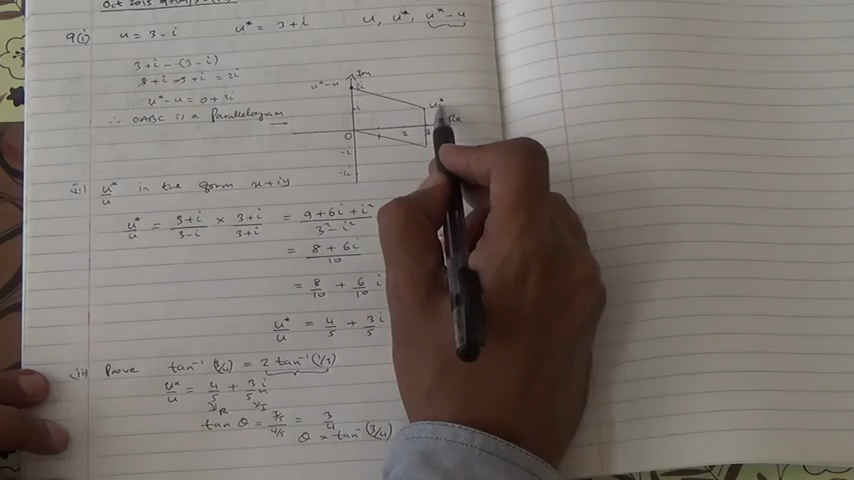 Oct 2015
9(i) u = 3 - i u* = 3 + i u, u*, u* - u
3 + i - (3 - i)
3 + i - 3 + i = 2i
u* - u = 0 + 2i
∴ OABC is a Parallelogram
Im
u* - u 2i
i
u*
Re
0 1 2 3
-i
-2i
ii) u*/u in the form x + iy
u*/u = (3+i)/(3-i) × (3+i)/(3+i) = (9 + 6i + i²)/(3² - i²)
= (8 + 6i)/10
= 8/10 + 6/10 i
u*/u = 4/5 + 3/5 i
iii) Prove tan⁻¹(3/4) = 2 tan⁻¹(1/3)
u*/u = 4/5 + 3/5 i
R I
tan θ = (3/5)/(4/5) = 3/4
θ = tan⁻¹(3/4)